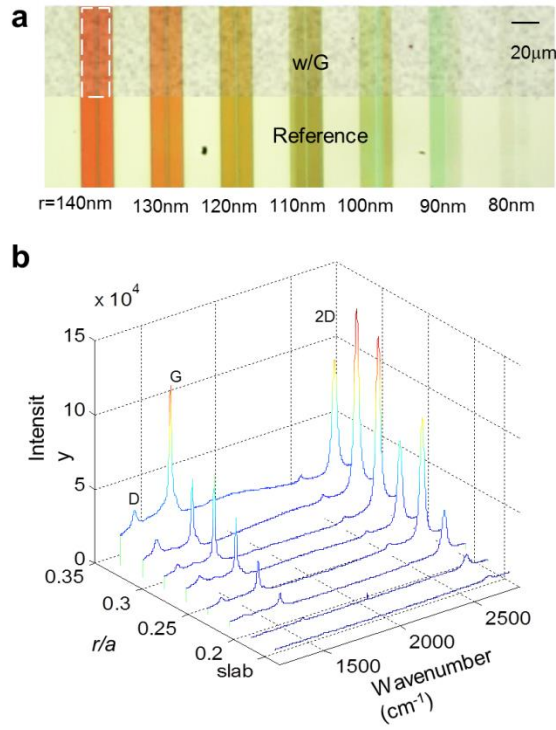 a
20μm
w/G
Reference
r=140nm 130nm 120nm 110nm 100nm 90nm 80nm
b
x 10⁴
15
2D
G
10
Intensit
y
5
D
0
0.35
0.3
0.25
0.2
slab
r/a
1500
2000
2500
Wavenumber
(cm⁻¹)